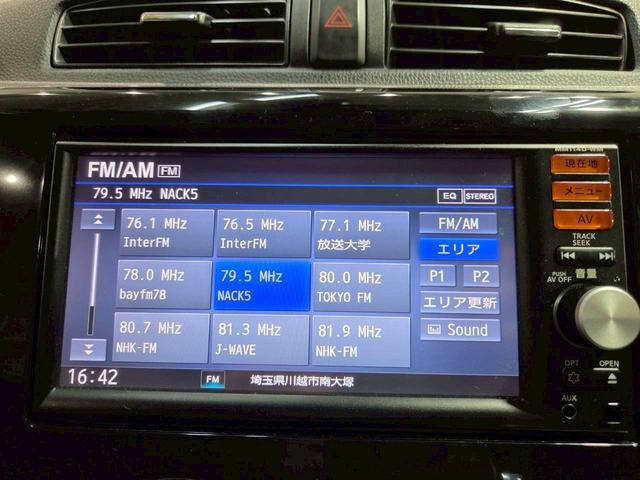 FM/AM FM
79.5 MHz NACK5
EQ STEREO
76.1 MHz
InterFM
76.5 MHz
InterFM
77.1 MHz
放送大学
78.0 MHz
bayfm78
79.5 MHz
NACK5
80.0 MHz
TOKYO FM
80.7 MHz
NHK-FM
81.3 MHz
J-WAVE
81.9 MHz
NHK-FM
FM/AM
エリア
P1 P2
エリア更新
Sound
16:42 FM 埼玉県川越市南大塚
現在地
メニュー
AV
TRACK
SEEK
PUSH
AV OFF
音量
OPT OPEN
AUX